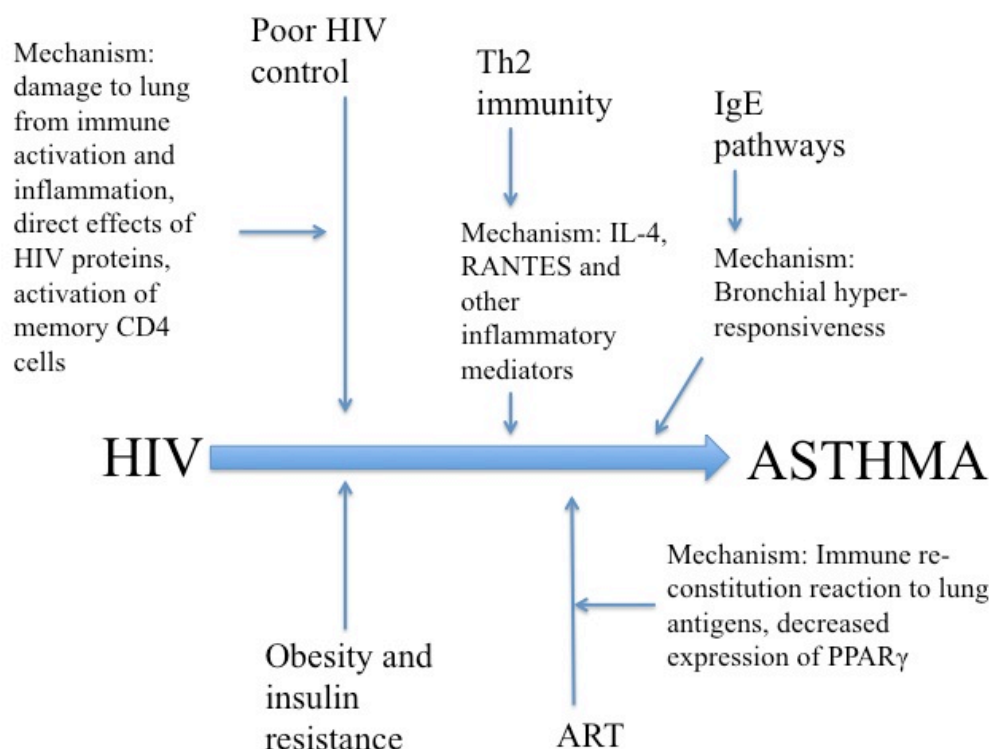 Mechanism:
damage to lung
from immune
activation and
inflammation,
direct effects of
HIV proteins,
activation of
memory CD4
cells
Poor HIV
control
Th2
immunity
Mechanism: IL-4,
RANTES and
other
inflammatory
mediators
IgE
pathways
Mechanism:
Bronchial hyper-
responsiveness
HIV
ASTHMA
Obesity and
insulin
resistance
ART
Mechanism: Immune re-
constitution reaction to lung
antigens, decreased
expression of PPARγ